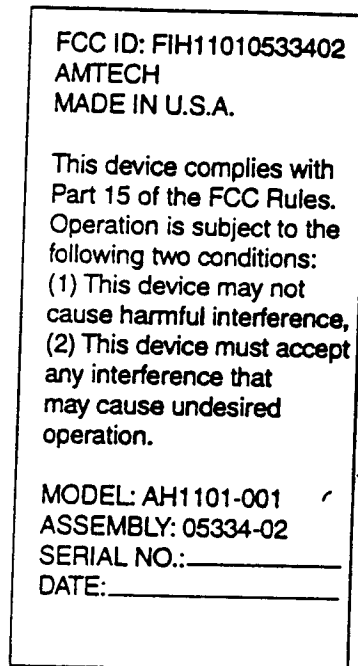 FCC ID: FIH11010533402
AMTECH
MADE IN U.S.A.
This device complies with
Part 15 of the FCC Rules.
Operation is subject to the
following two conditions:
(1) This device may not
cause harmful interference,
(2) This device must accept
any interference that
may cause undesired
operation.
MODEL: AH1101-001
ASSEMBLY: 05334-02
SERIAL NO.:
DATE: